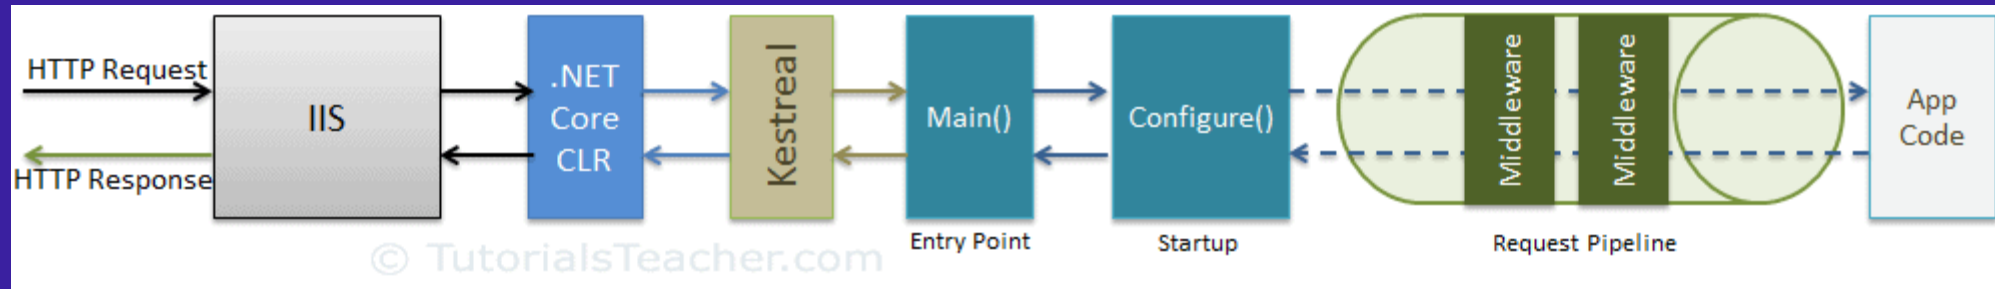 HTTP Request
HTTP Response
IIS
.NET
Core
CLR
Kestreal
Main()
Entry Point
Configure()
Startup
Middleware
Middleware
Request Pipeline
App
Code
© TutorialsTeacher.com